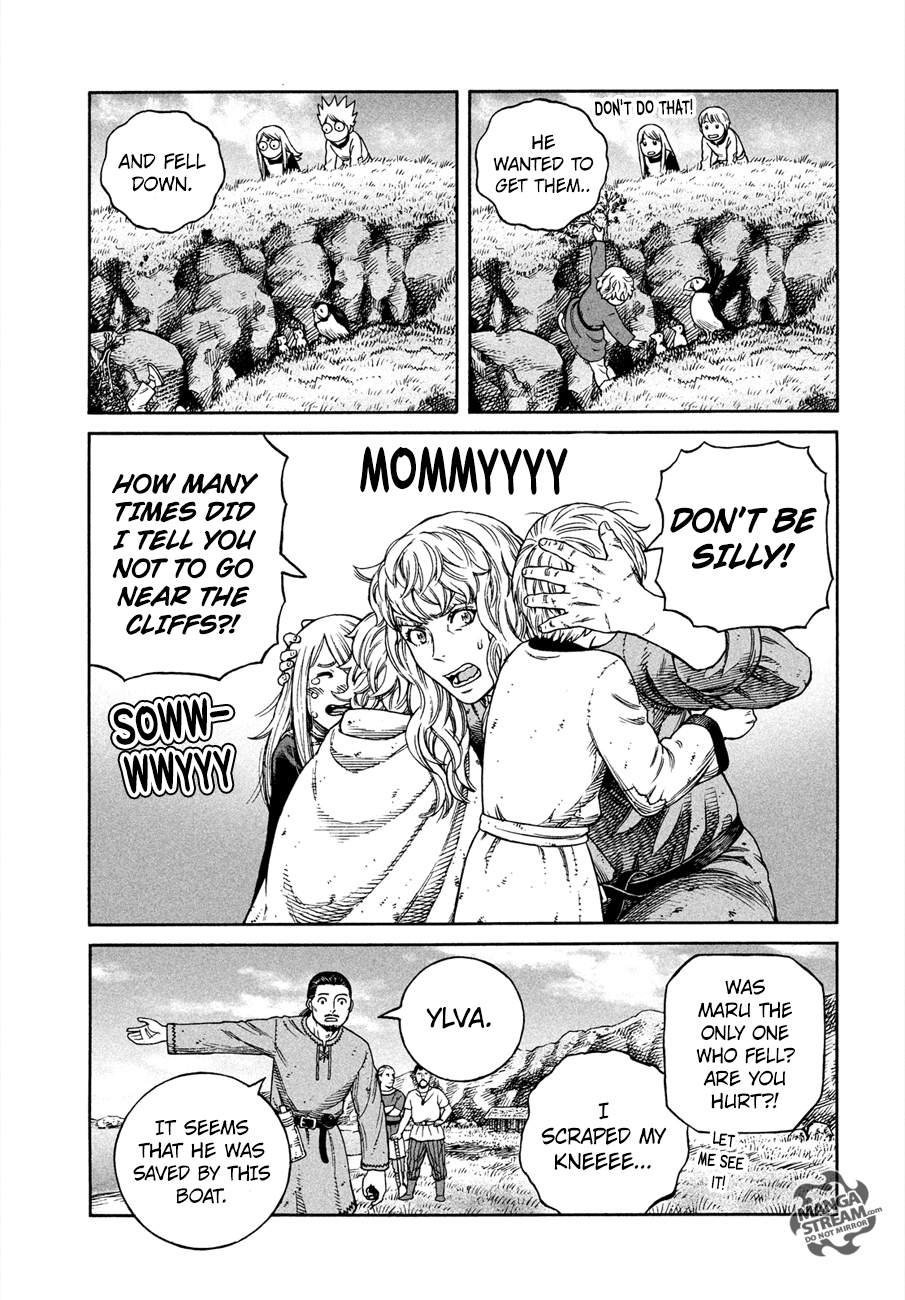 DON'T DO THAT!
HE
WANTED TO
GET THEM..
AND FELL
DOWN.
DON'T BE
SILLY!
MOMMYYYY
HOW MANY
TIMES DID
I TELL YOU
NOT TO GO
NEAR THE
CLIFFS?!
SOWW-
WWYYY
WAS
MARU THE
ONLY ONE
WHO FELL?
ARE YOU
HURT?!
LET
ME SEE
IT!
I
SCRAPED MY
KNEEEE...
YLVA.
IT SEEMS
THAT HE WAS
SAVED BY THIS
BOAT.
MANGA
STREAM.com
DO NOT MIRROR